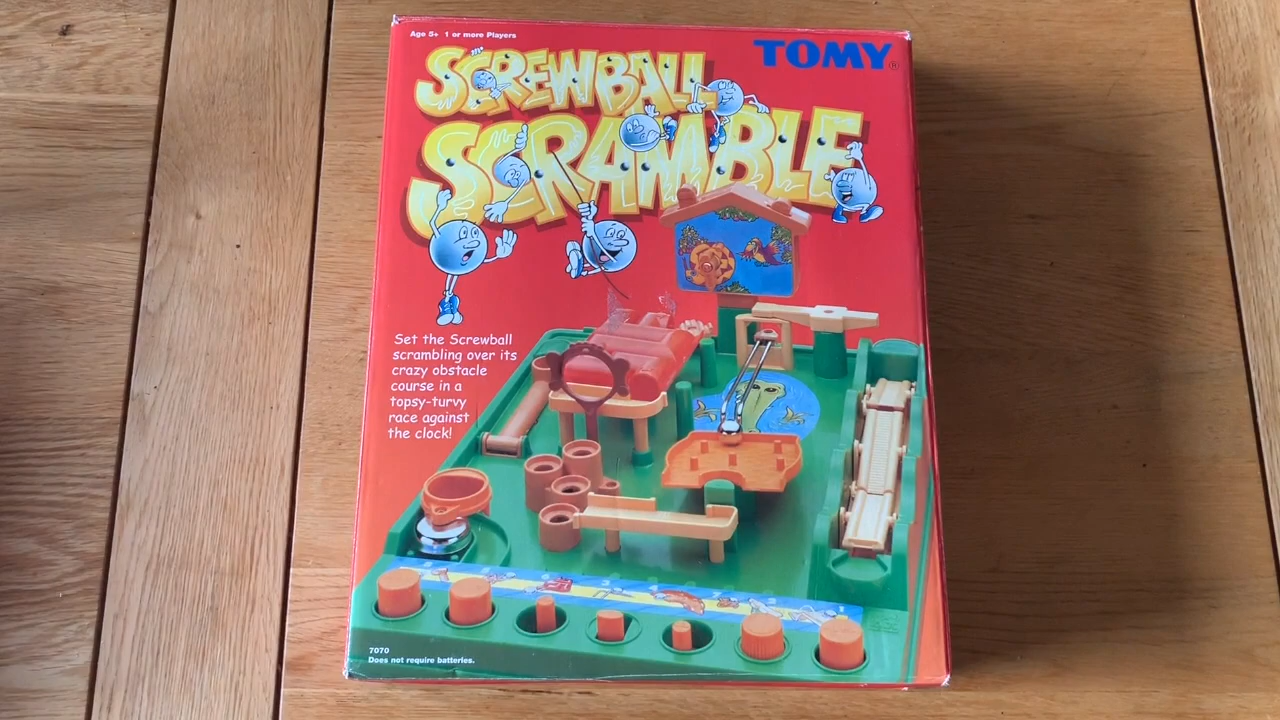 Age 5+ 1 or more Players
TOMY®
SCREWBALL
SCRAMBLE
Set the Screwball
scrambling over its
crazy obstacle
course in a
topsy-turvy
race against
the clock!
7070
Does not require batteries.